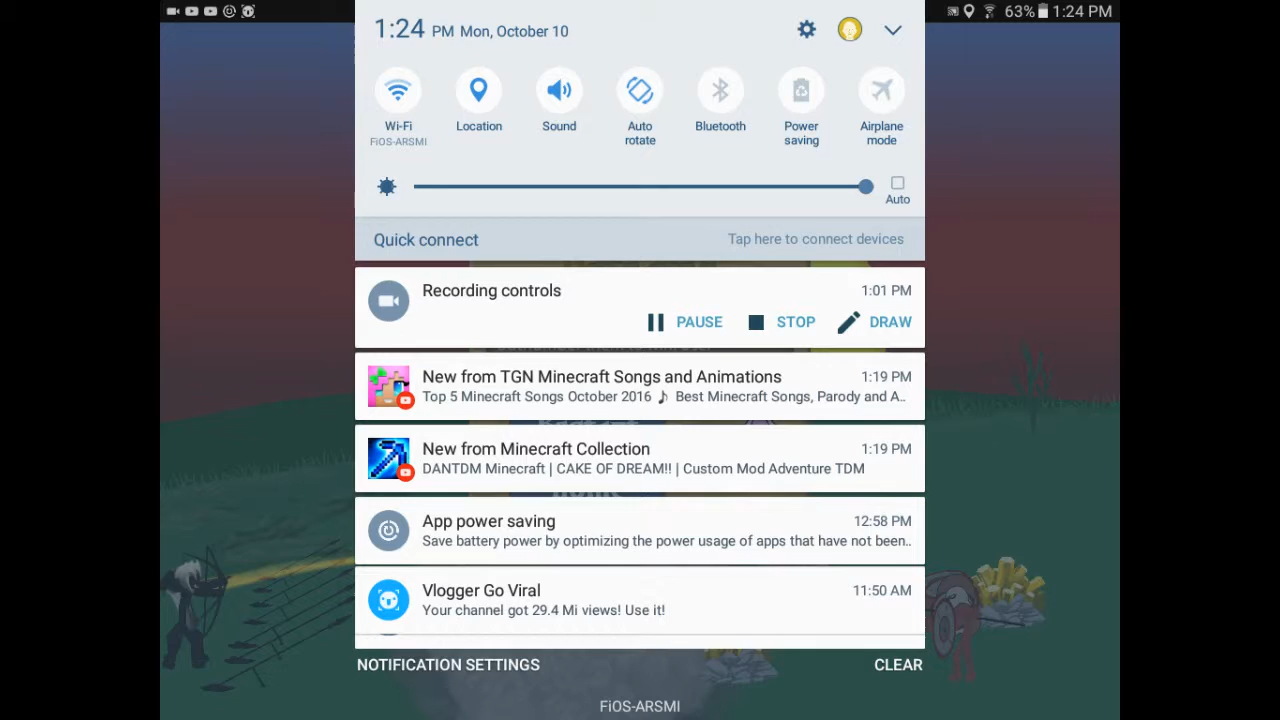 63% 1:24 PM
1:24 PM Mon, October 10
Wi-Fi
FiOS-ARSMI
Location
Sound
Auto
rotate
Bluetooth
Power
saving
Airplane
mode
Auto
Quick connect
Tap here to connect devices
Recording controls 1:01 PM
PAUSE STOP DRAW
New from TGN Minecraft Songs and Animations 1:19 PM
Top 5 Minecraft Songs October 2016 ♪ Best Minecraft Songs, Parody and A..
New from Minecraft Collection 1:19 PM
DANTDM Minecraft | CAKE OF DREAM!! | Custom Mod Adventure TDM
App power saving 12:58 PM
Save battery power by optimizing the power usage of apps that have not been..
Vlogger Go Viral 11:50 AM
Your channel got 29.4 Mi views! Use it!
NOTIFICATION SETTINGS CLEAR
FiOS-ARSMI